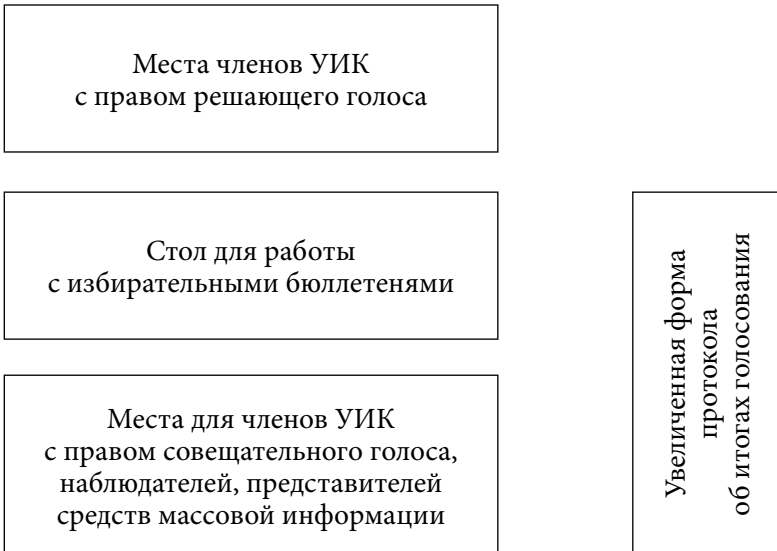 Места членов УИК
с правом решающего голоса
Стол для работы
с избирательными бюллетенями
Места для членов УИК
с правом совещательного голоса,
наблюдателей, представителей
средств массовой информации
Увеличенная форма
протокола
об итогах голосования